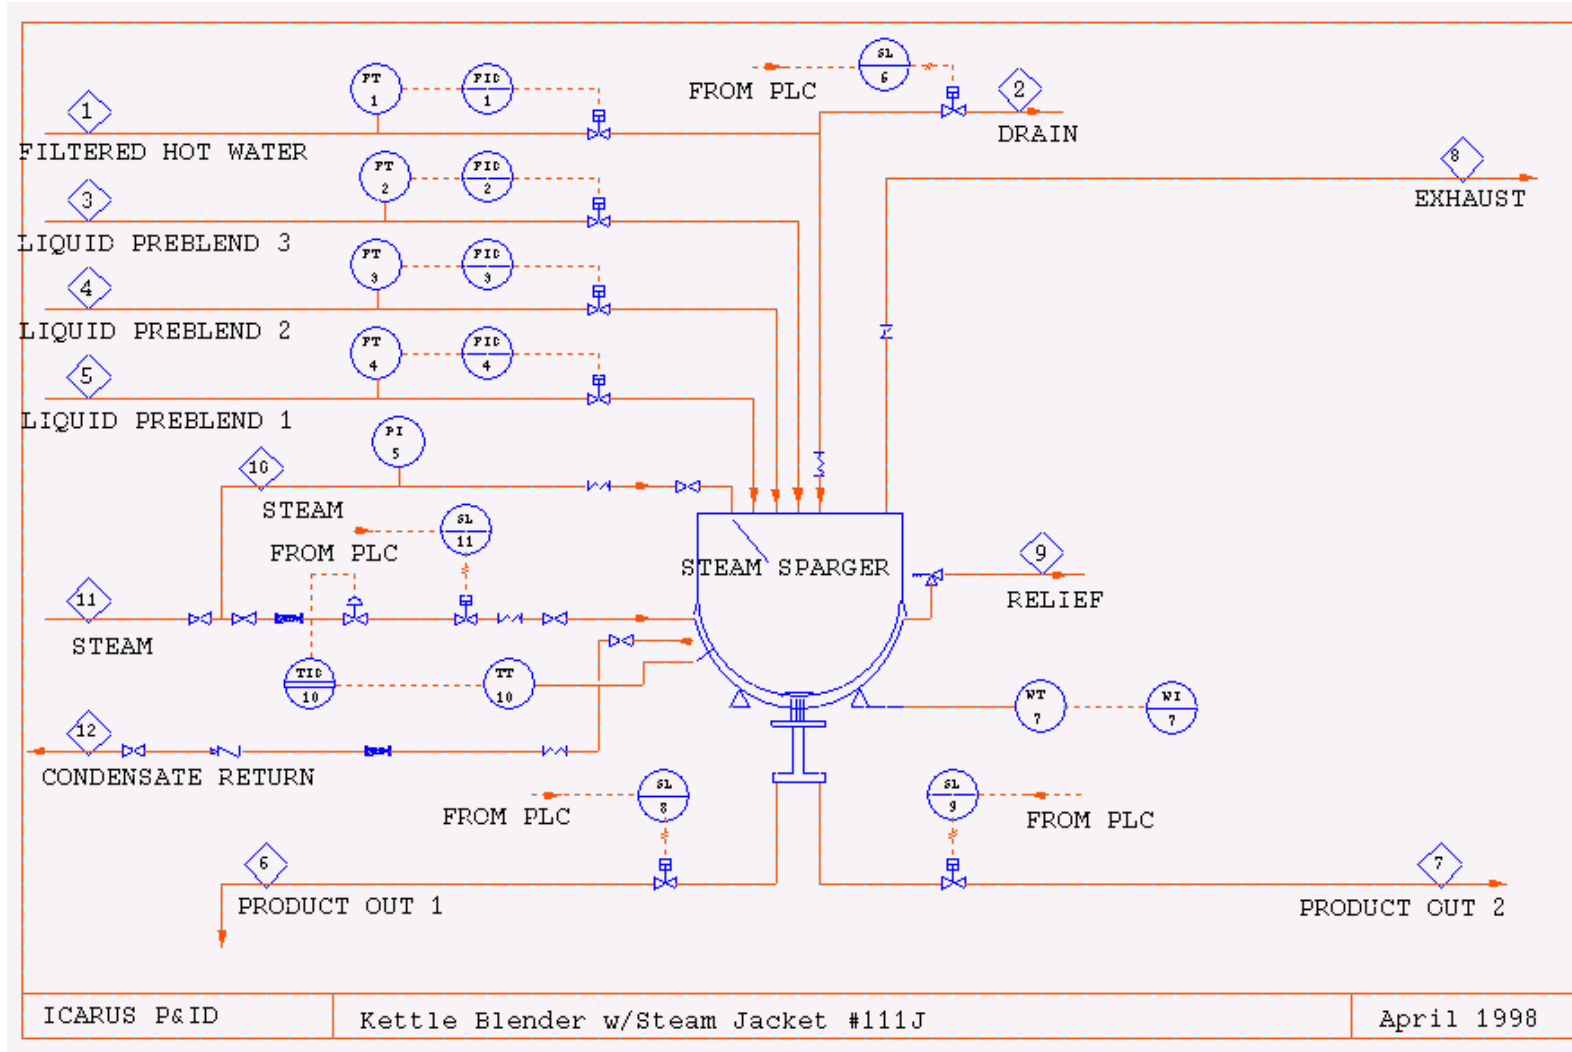 SL
6
FROM PLC
2
DRAIN
FT
1
FIC
1
1
FILTERED HOT WATER
8
EXHAUST
FT
2
FIC
2
3
LIQUID PREBLEND 3
FT
3
FIC
3
4
LIQUID PREBLEND 2
FT
4
FIC
4
5
LIQUID PREBLEND 1
PI
5
10
STEAM
SL
11
FROM PLC
STEAM SPARGER
9
RELIEF
11
STEAM
TIC
10
TT
10
WT
7
WI
7
12
CONDENSATE RETURN
SL
8
FROM PLC
SL
9
FROM PLC
6
PRODUCT OUT 1
7
PRODUCT OUT 2
ICARUS P&ID
Kettle Blender w/Steam Jacket #111J
April 1998